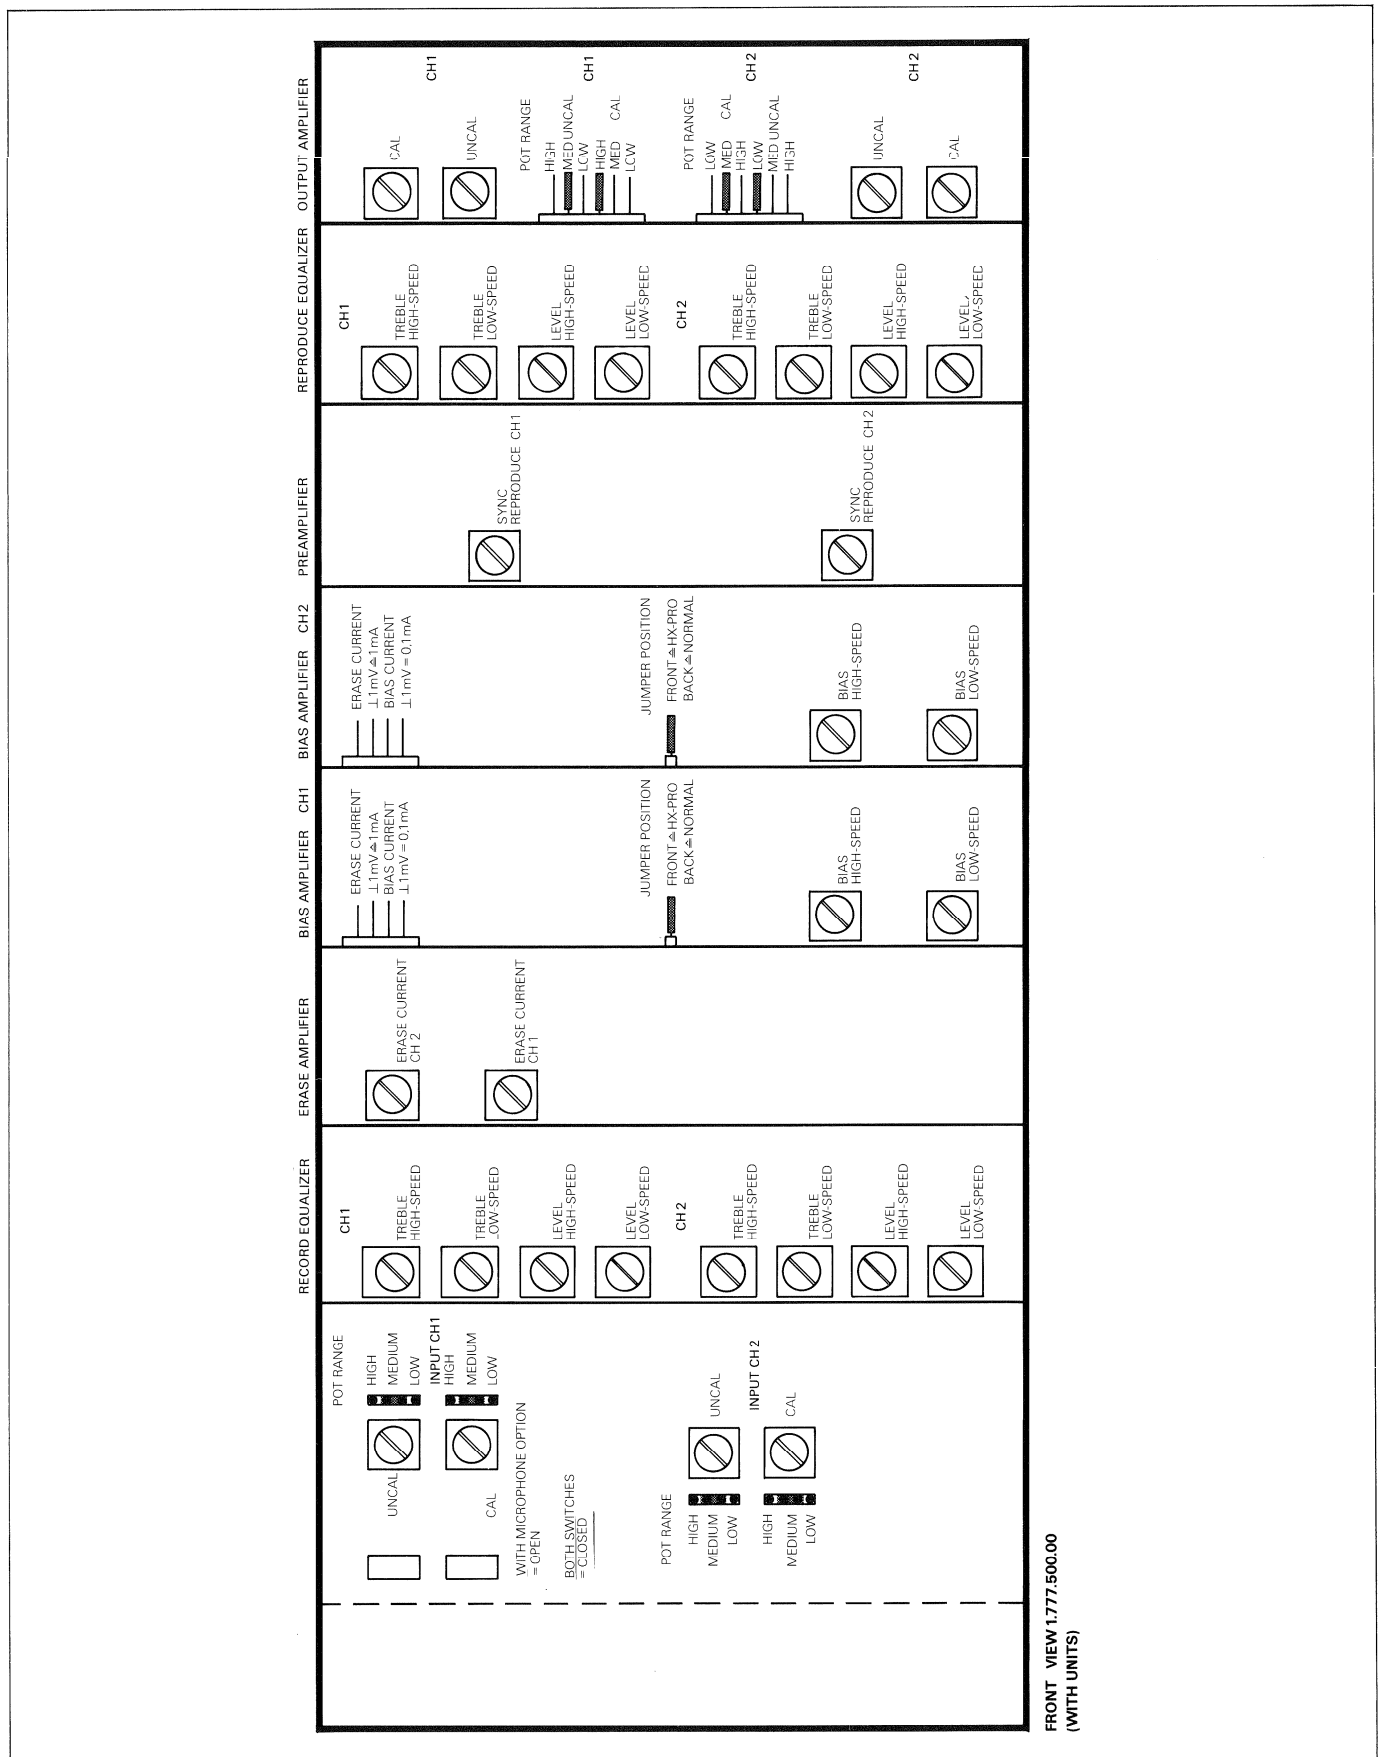 POT RANGE
HIGH
MEDIUM
LOW
UNCAL
INPUT CH1
HIGH
MEDIUM
LOW
CAL
WITH MICROPHONE OPTION
= OPEN
BOTH SWITCHES
= CLOSED
POT RANGE
HIGH
MEDIUM
LOW
UNCAL
INPUT CH2
HIGH
MEDIUM
LOW
CAL
RECORD EQUALIZER
CH1
TREBLE
HIGH-SPEED
TREBLE
LOW-SPEED
LEVEL
HIGH-SPEED
LEVEL
LOW-SPEED
CH2
TREBLE
HIGH-SPEED
TREBLE
LOW-SPEED
LEVEL
HIGH-SPEED
LEVEL
LOW-SPEED
ERASE AMPLIFIER
ERASE CURRENT
CH 2
ERASE CURRENT
CH 1
BIAS AMPLIFIER CH1
ERASE CURRENT
⊥1mV≙1mA
BIAS CURRENT
⊥1mV = 0,1mA
JUMPER POSITION
FRONT≙HX-PRO
BACK≙NORMAL
BIAS
HIGH-SPEED
BIAS
LOW-SPEED
BIAS AMPLIFIER CH2
ERASE CURRENT
⊥1mV≙1mA
BIAS CURRENT
⊥1mV = 0,1mA
JUMPER POSITION
FRONT≙HX-PRO
BACK≙NORMAL
BIAS
HIGH-SPEED
BIAS
LOW-SPEED
PREAMPLIFIER
SYNC
REPRODUCE CH1
SYNC
REPRODUCE CH2
REPRODUCE EQUALIZER
CH1
TREBLE
HIGH-SPEED
TREBLE
LOW-SPEED
LEVEL
HIGH-SPEED
LEVEL
LOW-SPEED
CH2
TREBLE
HIGH-SPEED
TREBLE
LOW-SPEED
LEVEL
HIGH-SPEED
LEVEL
LOW-SPEED
OUTPUT AMPLIFIER
CAL
CH1
UNCAL
POT RANGE
HIGH
MED UNCAL
LOW
CH1
HIGH
MED CAL
LOW
POT RANGE
LOW
MED CAL
HIGH
CH2
LOW
MED UNCAL
HIGH
UNCAL
CH2
CAL
FRONT VIEW 1.777.500.00
(WITH UNITS)